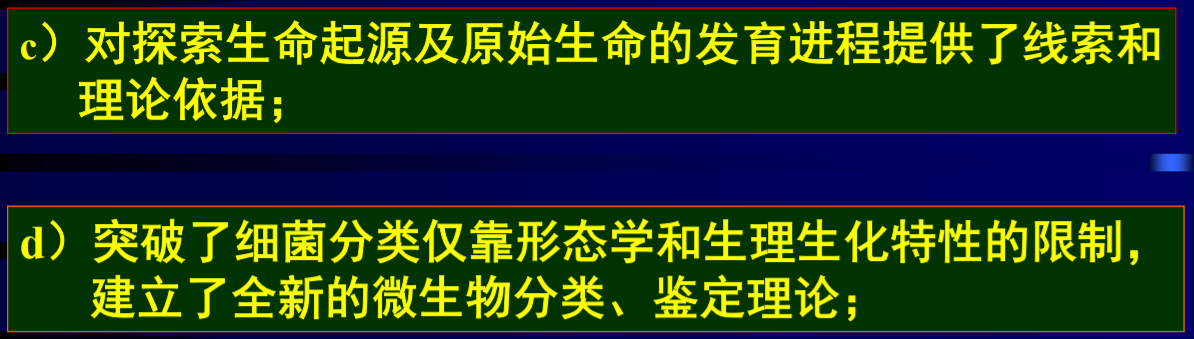 c）对探索生命起源及原始生命的发育进程提供了线索和
理论依据；
d）突破了细菌分类仅靠形态学和生理生化特性的限制，
建立了全新的微生物分类、鉴定理论；